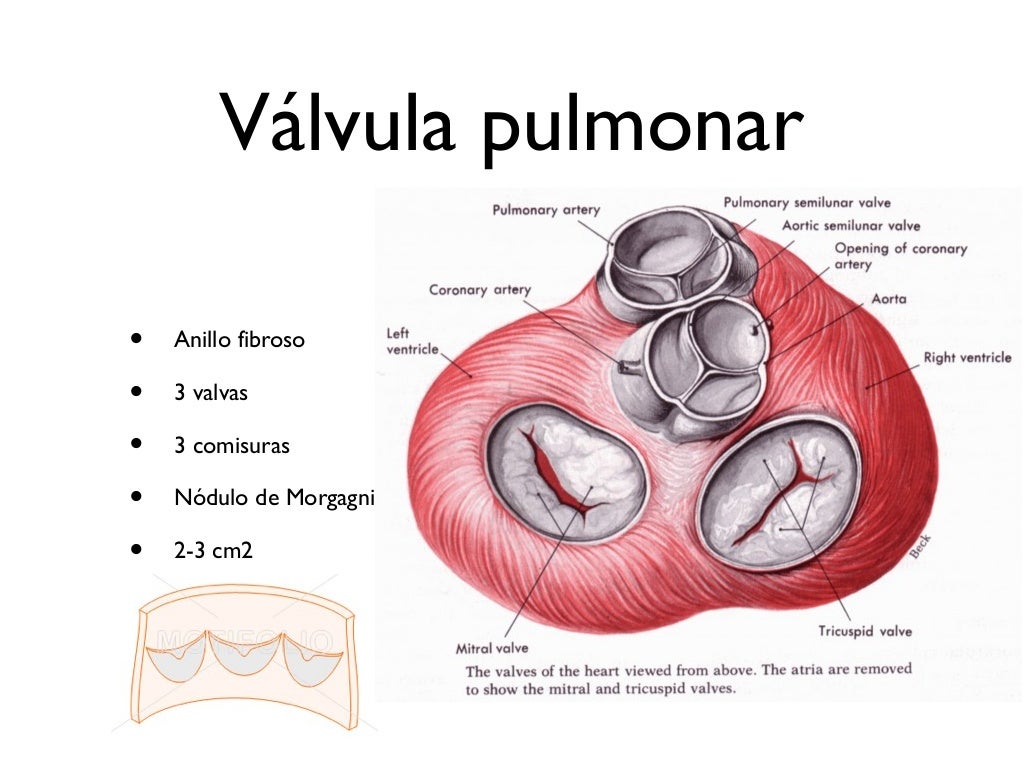 Válvula pulmonar
• Anillo fibroso
• 3 valvas
• 3 comisuras
• Nódulo de Morgagni
• 2-3 cm2
MOTIFOLIO
Pulmonary artery
Pulmonary semilunar valve
Aortic semilunar valve
Opening of coronary
artery
Coronary artery
Aorta
Left
ventricle
Right ventricle
Beck
Tricuspid valve
Mitral valve
The valves of the heart viewed from above. The atria are removed
to show the mitral and tricuspid valves.